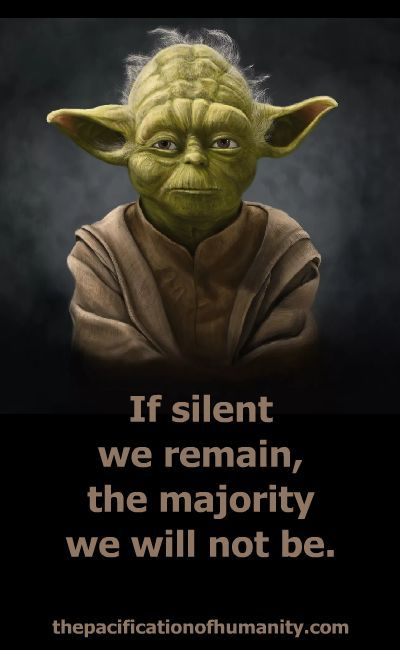 If silent
we remain,
the majority
we will not be.
thepacificationofhumanity.com